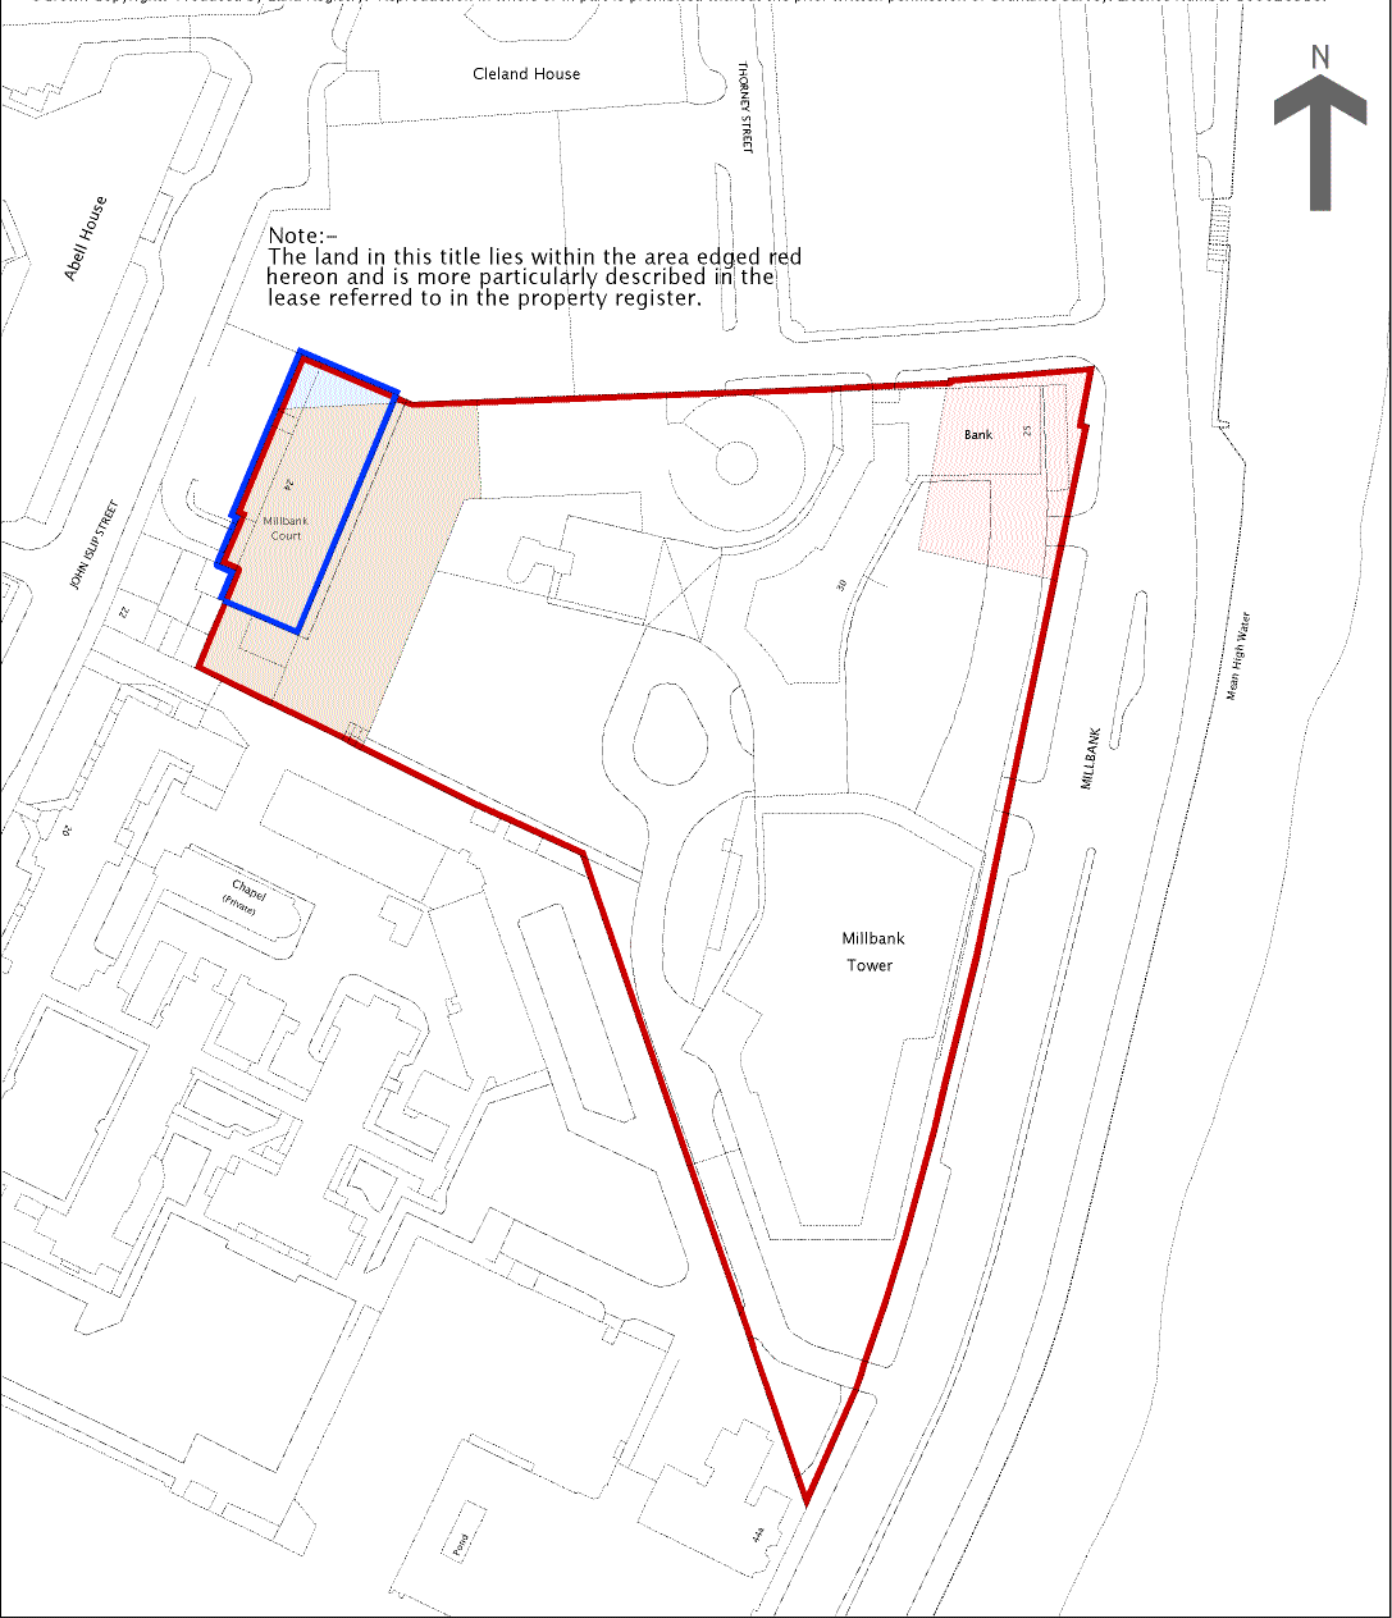 N
Cleland House
THORNEY STREET
Abell House
Note:–
The land in this title lies within the area edged red
hereon and is more particularly described in the
lease referred to in the property register.
Bank
25
24
Millbank
Court
JOHN ISLIP STREET
30
22
Mean High Water
MILLBANK
20
Chapel
(Private)
Millbank
Tower
Pond
44a